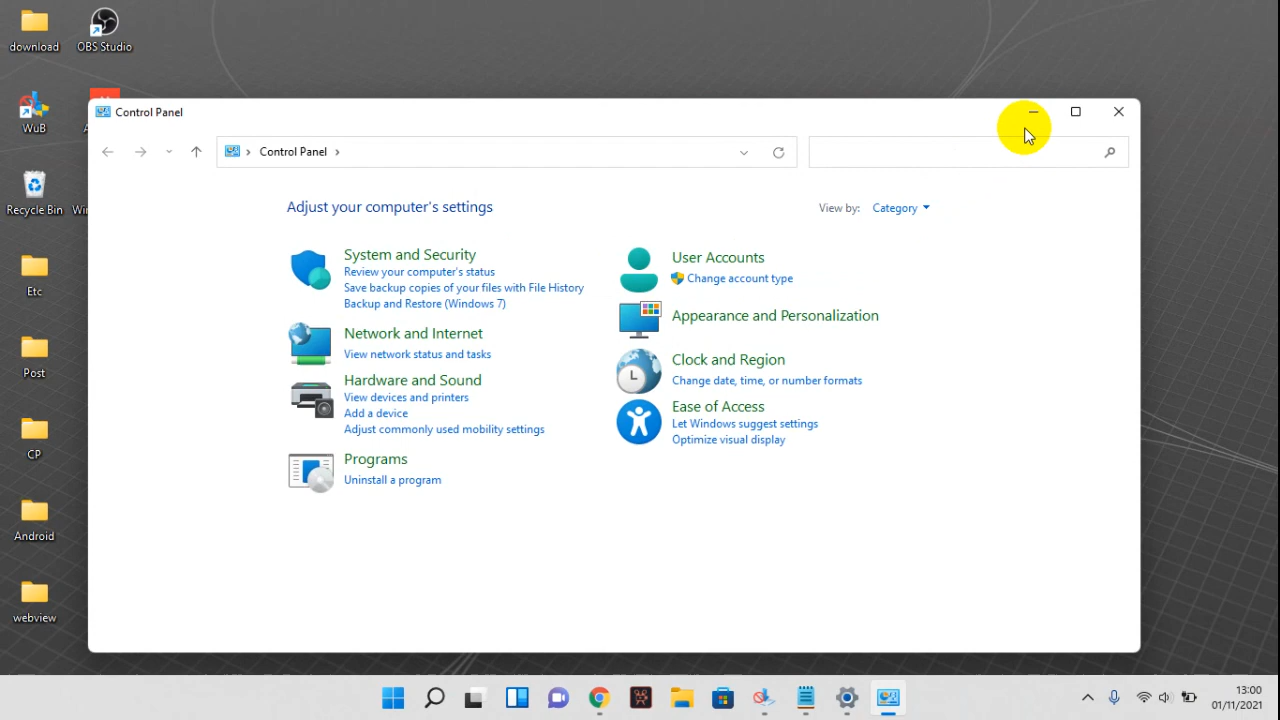 download
OBS Studio
WuB
Recycle Bin
Etc
Post
CP
Android
webview
Control Panel
Control Panel
Adjust your computer's settings
View by: Category
System and Security
Review your computer's status
Save backup copies of your files with File History
Backup and Restore (Windows 7)
Network and Internet
View network status and tasks
Hardware and Sound
View devices and printers
Add a device
Adjust commonly used mobility settings
Programs
Uninstall a program
User Accounts
Change account type
Appearance and Personalization
Clock and Region
Change date, time, or number formats
Ease of Access
Let Windows suggest settings
Optimize visual display
13:00
01/11/2021